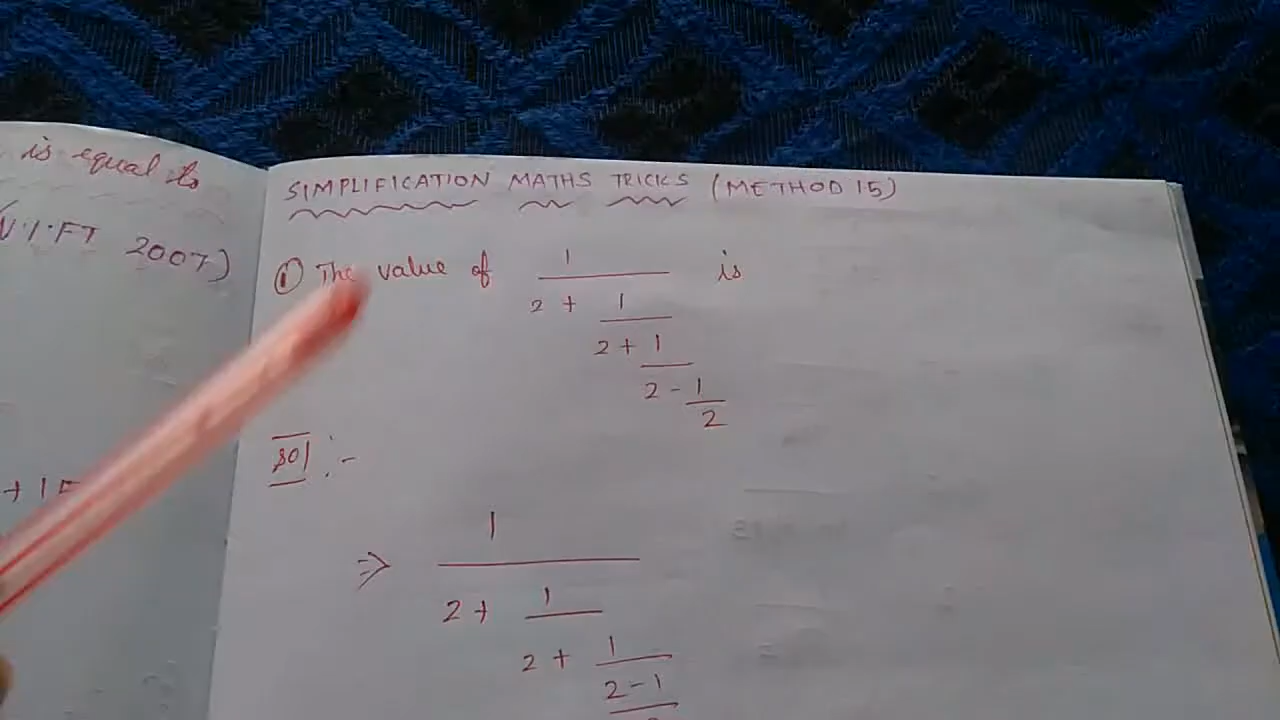 is equal to
N.I.FT 2007)
+ 1
SIMPLIFICATION MATHS TRICKS (METHOD 15)
① The value of 1 is
2 + 1
2 + 1
2 - 1
2
Sol :-
⇒ 1
2 + 1
2 + 1
2 - 1